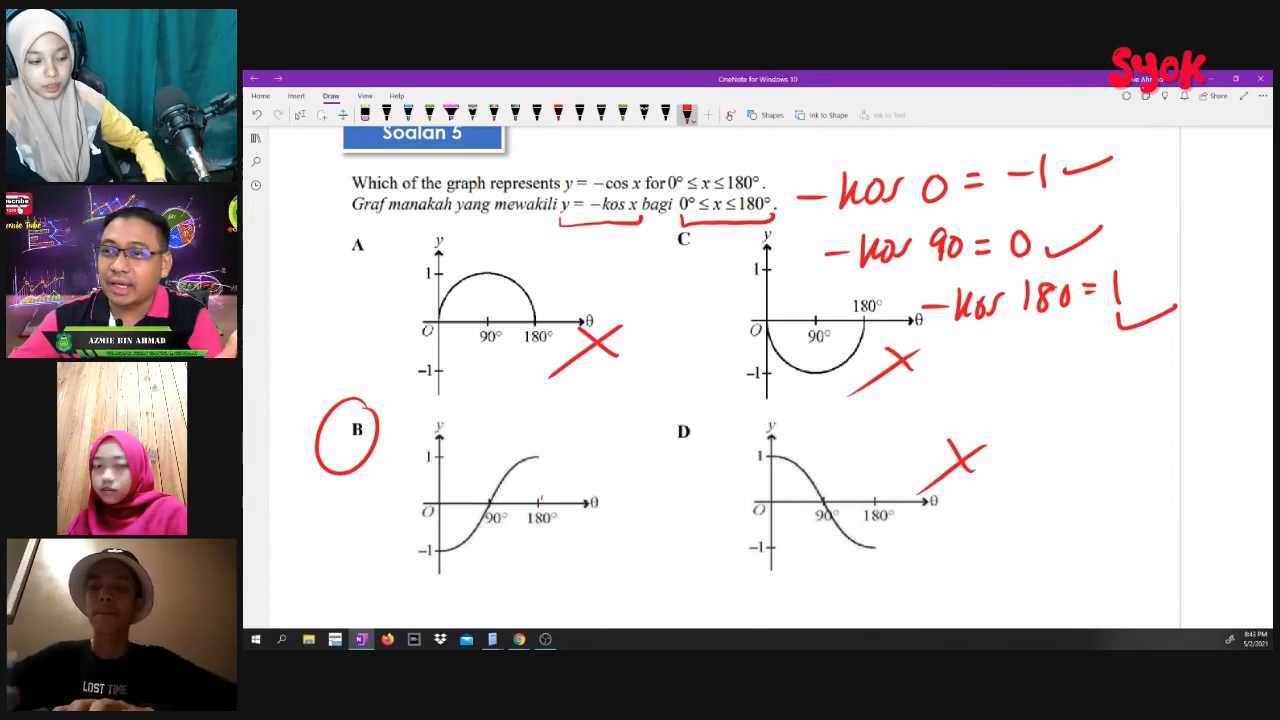 SYOK
OneNote for Windows 10
Home Insert Draw View Help
Share
Shapes Ink to Shape Ink to Text
Soalan 5
Which of the graph represents y = −cos x for 0° ≤ x ≤ 180°.
Graf manakah yang mewakili y = −kos x bagi 0° ≤ x ≤ 180°.
− kos 0 = −1
− kos 90 = 0
− kos 180 = 1
A
y
1
O
90°
180°
θ
−1
C
y
1
O
90°
180°
θ
−1
B
y
1
O
90°
180°
θ
−1
D
y
1
O
90°
180°
θ
−1
AZMIE BIN AHMAD
LOST TIME
8:43 PM
5/2/2021